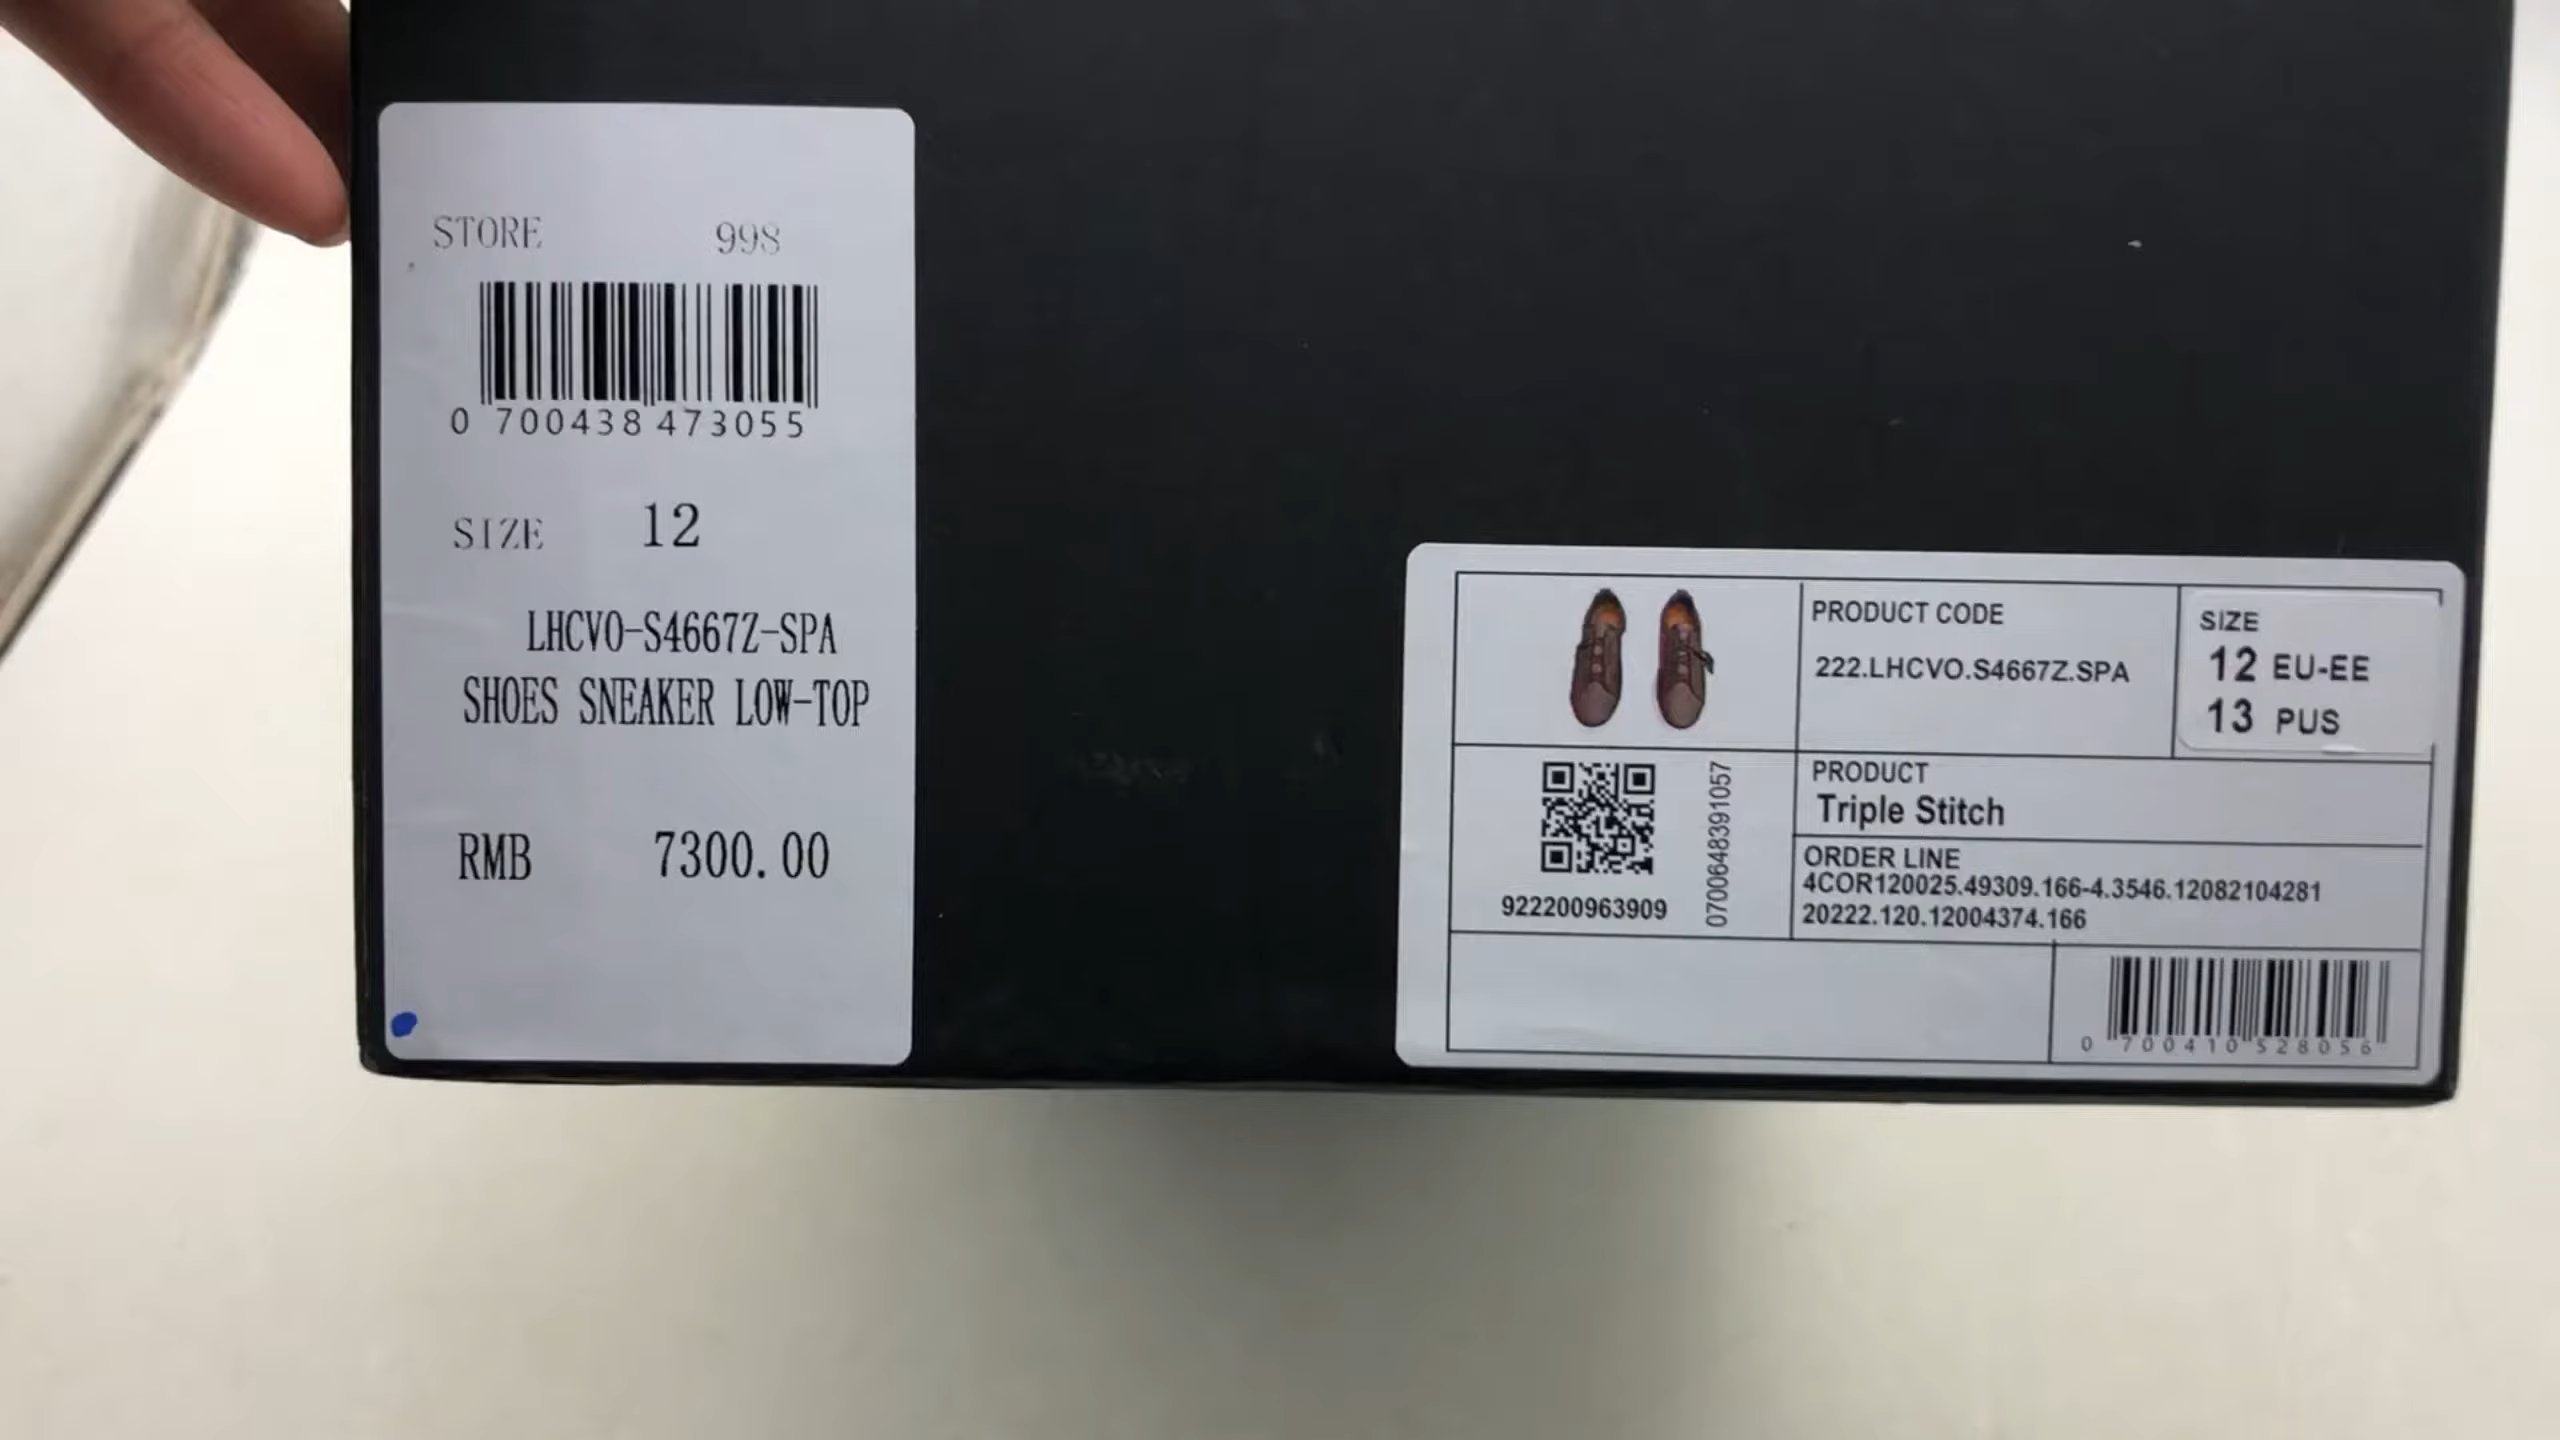 STORE 998
0 700438 473055
SIZE 12
LHCVO-S4667Z-SPA
SHOES SNEAKER LOW-TOP
RMB 7300.00
PRODUCT CODE
222.LHCVO.S4667Z.SPA
SIZE
12 EU-EE
13 PUS
922200963909
0700648391057
PRODUCT
Triple Stitch
ORDER LINE
4COR120025.49309.166-4.3546.12082104281
20222.120.12004374.166
0 700410 528056